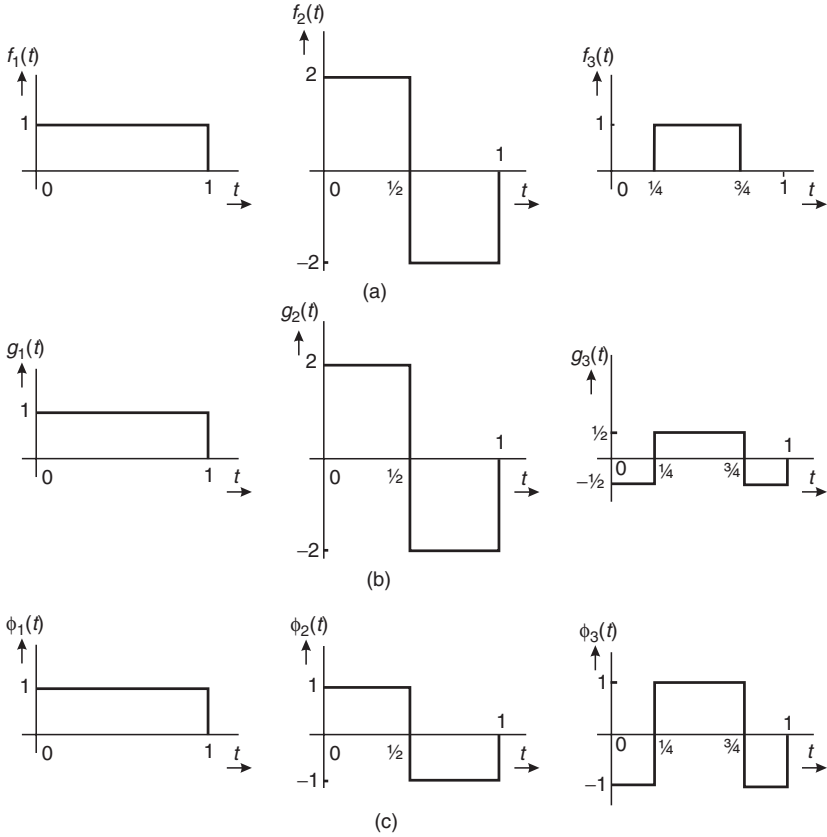 f₁(t)
1
0
1
t
f₂(t)
2
0
½
1
t
–2
f₃(t)
1
0
¼
¾
1
t
(a)
g₁(t)
1
0
1
t
g₂(t)
2
0
½
1
t
–2
g₃(t)
½
–½
0
¼
¾
1
t
(b)
ϕ₁(t)
1
0
1
t
ϕ₂(t)
1
0
½
1
t
–1
ϕ₃(t)
1
0
¼
¾
1
t
–1
(c)